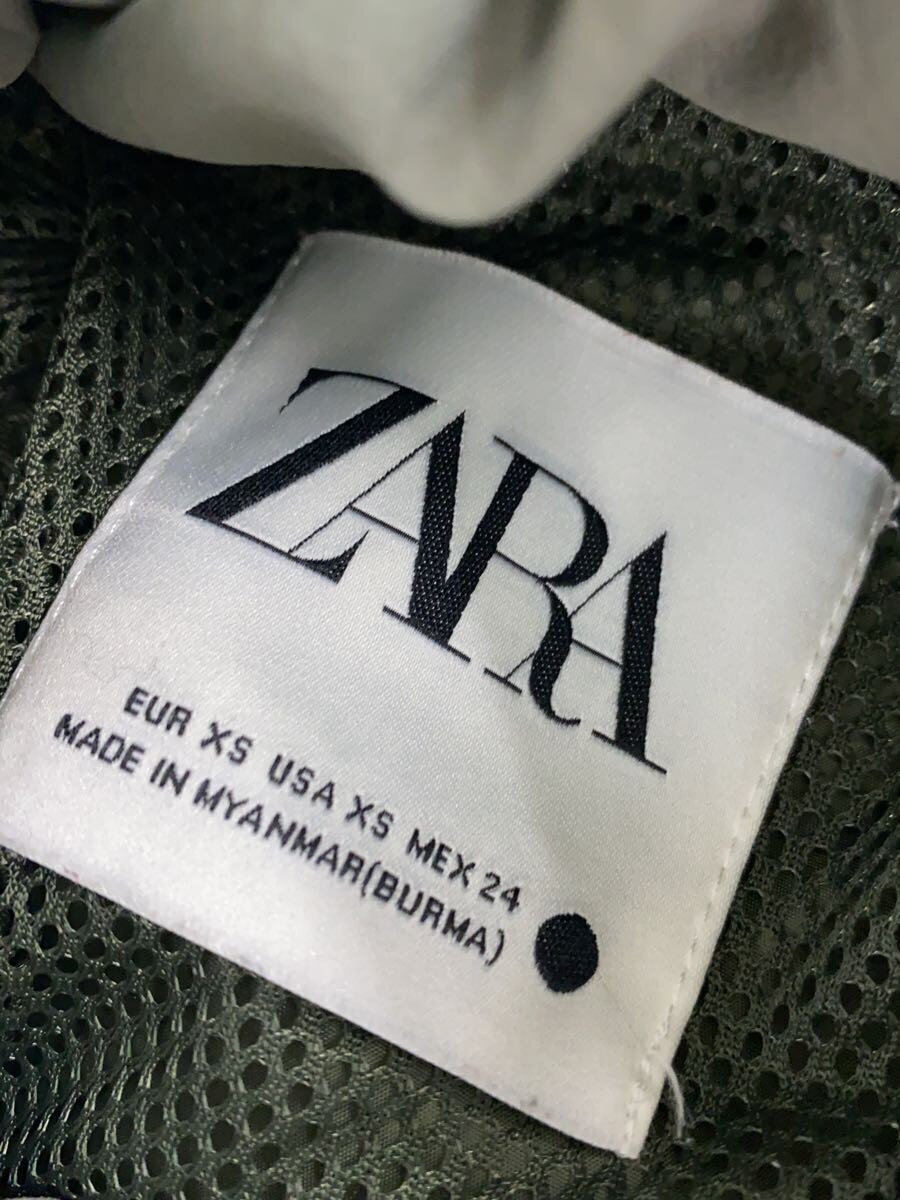 ZARA
EUR XS USA XS MEX 24
MADE IN MYANMAR(BURMA)